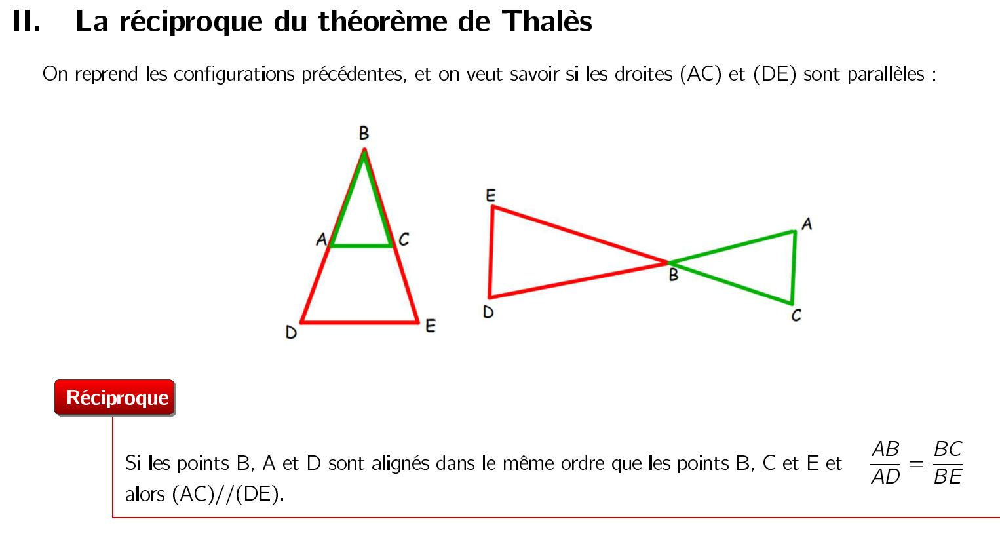 II. La réciproque du théorème de Thalès
On reprend les configurations précédentes, et on veut savoir si les droites (AC) et (DE) sont parallèles :
B
A
C
D
E
E
A
B
D
C
Réciproque
Si les points B, A et D sont alignés dans le même ordre que les points B, C et E et AB/AD = BC/BE
alors (AC)//(DE).